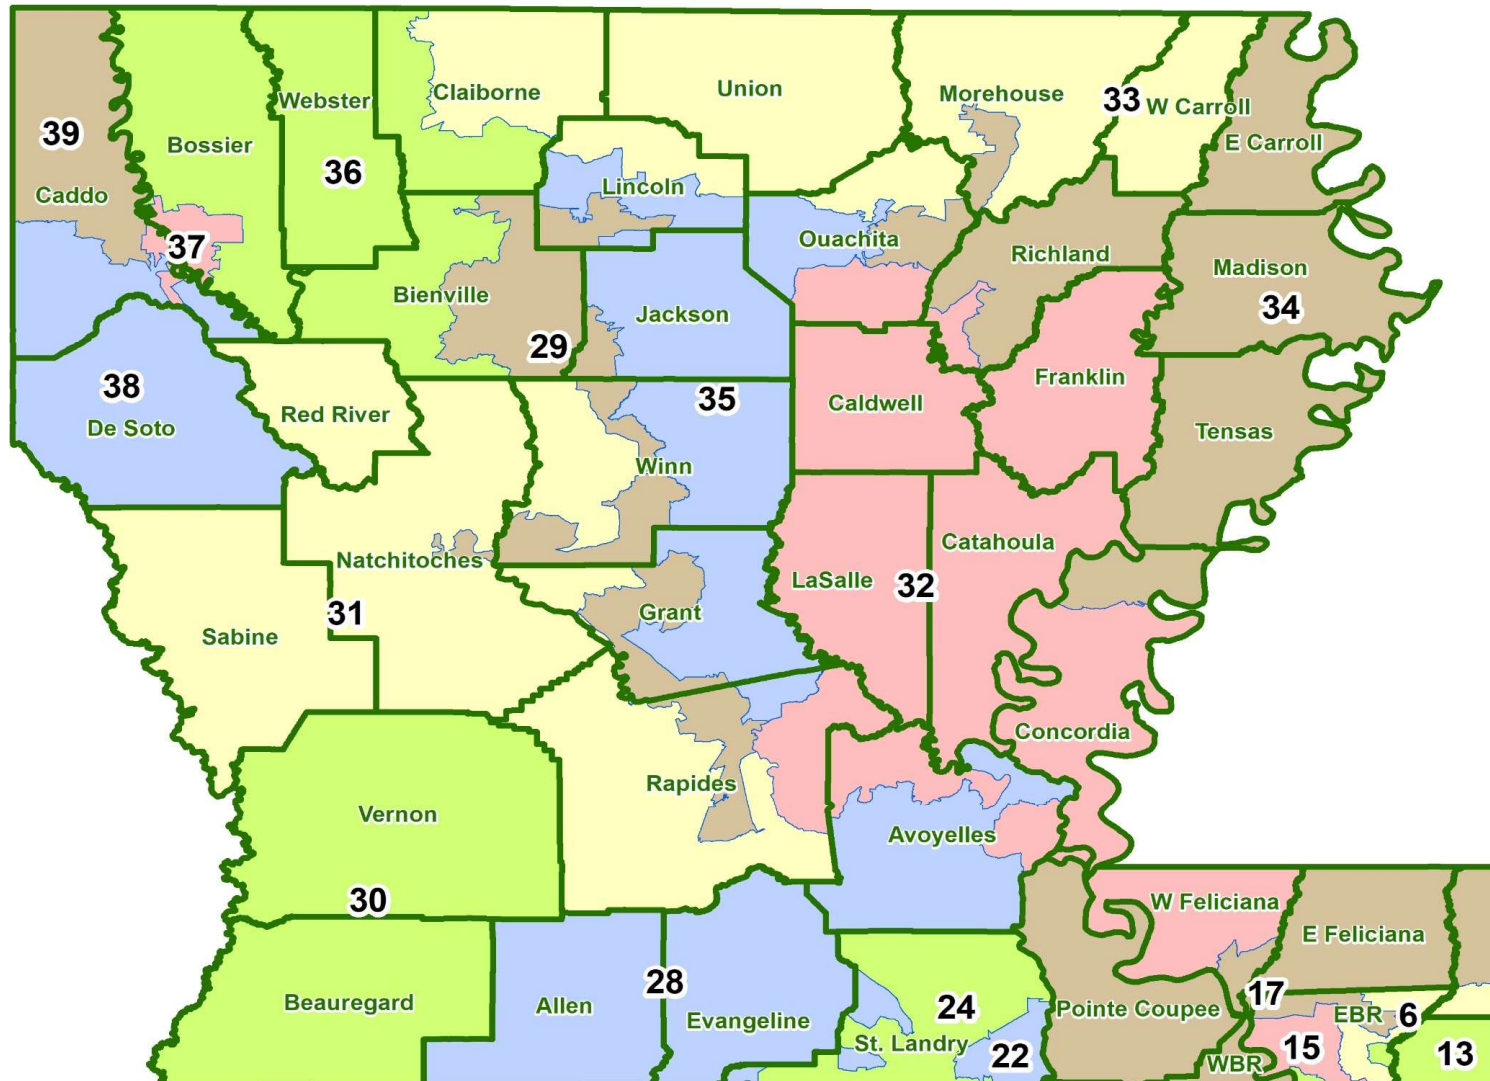 Claiborne
Union
Morehouse
33
W Carroll
Webster
39
Bossier
E Carroll
36
Caddo
Lincoln
37
Ouachita
Richland
Madison
34
Bienville
Jackson
29
Franklin
38
35
Caldwell
Red River
De Soto
Tensas
Winn
Catahoula
Natchitoches
LaSalle
32
31
Grant
Sabine
Concordia
Rapides
Vernon
Avoyelles
30
W Feliciana
E Feliciana
28
17
Beauregard
Allen
24
Pointe Coupee
EBR
6
Evangeline
St. Landry
22
15
13
WBR